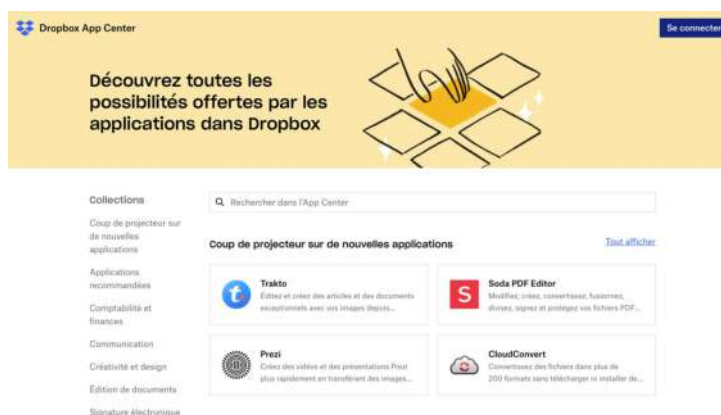 Dropbox App Center
Se connecter
Découvrez toutes les
possibilités offertes par les
applications dans Dropbox
Collections
Coup de projecteur sur
de nouvelles
applications
Applications
recommandées
Comptabilité et
finances
Communication
Créativité et design
Édition de documents
Signature électronique
Rechercher dans l'App Center
Coup de projecteur sur de nouvelles applications
Tout afficher
Trakto
Éditez et créez des articles et des documents
exceptionnels avec vos images depuis...
Soda PDF Editor
Modifiez, créez, convertissez, fusionnez,
divisez, signez et protégez vos fichiers PDF...
Prezi
Créez des vidéos et des présentations Prezi
plus rapidement en transférant des images...
CloudConvert
Convertissez des fichiers dans plus de
200 formats sans télécharger ni installer de...